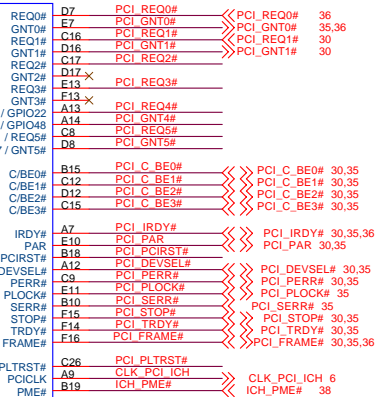 REQ0# D7 PCI_REQ0# PCI_REQ0# 36
GNT0# E7 PCI_GNT0# PCI_GNT0# 35,36
REQ1# C16 PCI_REQ1# PCI_REQ1# 30
GNT1# D16 PCI_GNT1# PCI_GNT1# 30
REQ2# C17 PCI_REQ2#
GNT2# D17
REQ3# E13 PCI_REQ3#
GNT3# F13
/ GPIO22 A13 PCI_REQ4#
GPIO48 A14 PCI_GNT4#
/ REQ5# C8 PCI_REQ5#
/ GNT5# D8 PCI_GNT5#
C/BE0# B15 PCI_C_BE0# PCI_C_BE0# 30,35
C/BE1# C12 PCI_C_BE1# PCI_C_BE1# 30,35
C/BE2# D12 PCI_C_BE2# PCI_C_BE2# 30,35
C/BE3# C15 PCI_C_BE3# PCI_C_BE3# 30,35
IRDY# A7 PCI_IRDY# PCI_IRDY# 30,35,36
PAR E10 PCI_PAR PCI_PAR 30,35
PCIRST# B18 PCI_PCIRST#
DEVSEL# A12 PCI_DEVSEL# PCI_DEVSEL# 30,35
PERR# C9 PCI_PERR# PCI_PERR# 30,35
PLOCK# E11 PCI_PLOCK# PCI_PLOCK# 35
SERR# B10 PCI_SERR# PCI_SERR# 35
STOP# F15 PCI_STOP# PCI_STOP# 30,35
TRDY# F14 PCI_TRDY# PCI_TRDY# 30,35
FRAME# F16 PCI_FRAME# PCI_FRAME# 30,35,36
PLTRST# C26 PCI_PLTRST#
PCICLK A9 CLK_PCI_ICH CLK_PCI_ICH 6
PME# B19 ICH_PME# ICH_PME# 38